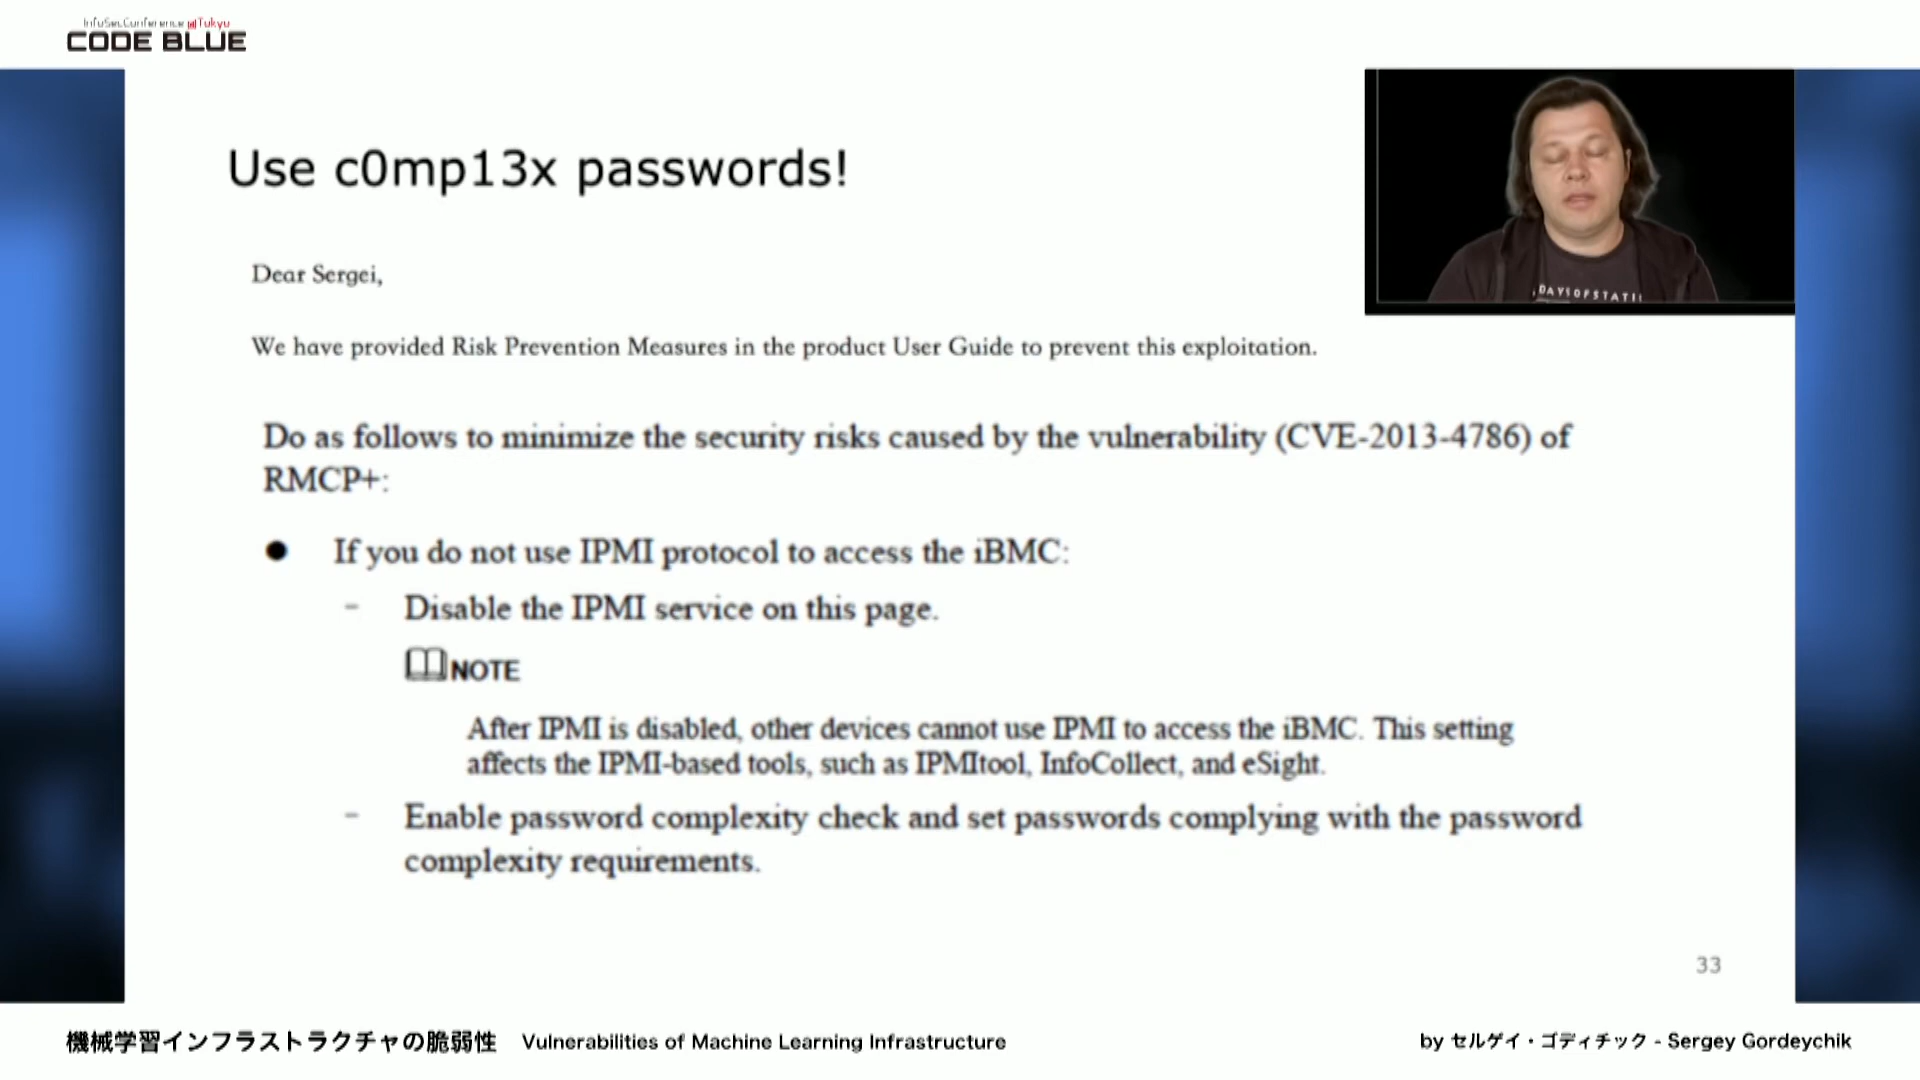 InfoSecConference @Tokyo
CODE BLUE
Use c0mp13x passwords!
Dear Sergei,
We have provided Risk Prevention Measures in the product User Guide to prevent this exploitation.
Do as follows to minimize the security risks caused by the vulnerability (CVE-2013-4786) of
RMCP+:
● If you do not use IPMI protocol to access the iBMC:
– Disable the IPMI service on this page.
NOTE
After IPMI is disabled, other devices cannot use IPMI to access the iBMC. This setting
affects the IPMI-based tools, such as IPMItool, InfoCollect, and eSight.
– Enable password complexity check and set passwords complying with the password
complexity requirements.
33
機械学習インフラストラクチャの脆弱性 Vulnerabilities of Machine Learning Infrastructure
by セルゲイ・ゴディチック - Sergey Gordeychik